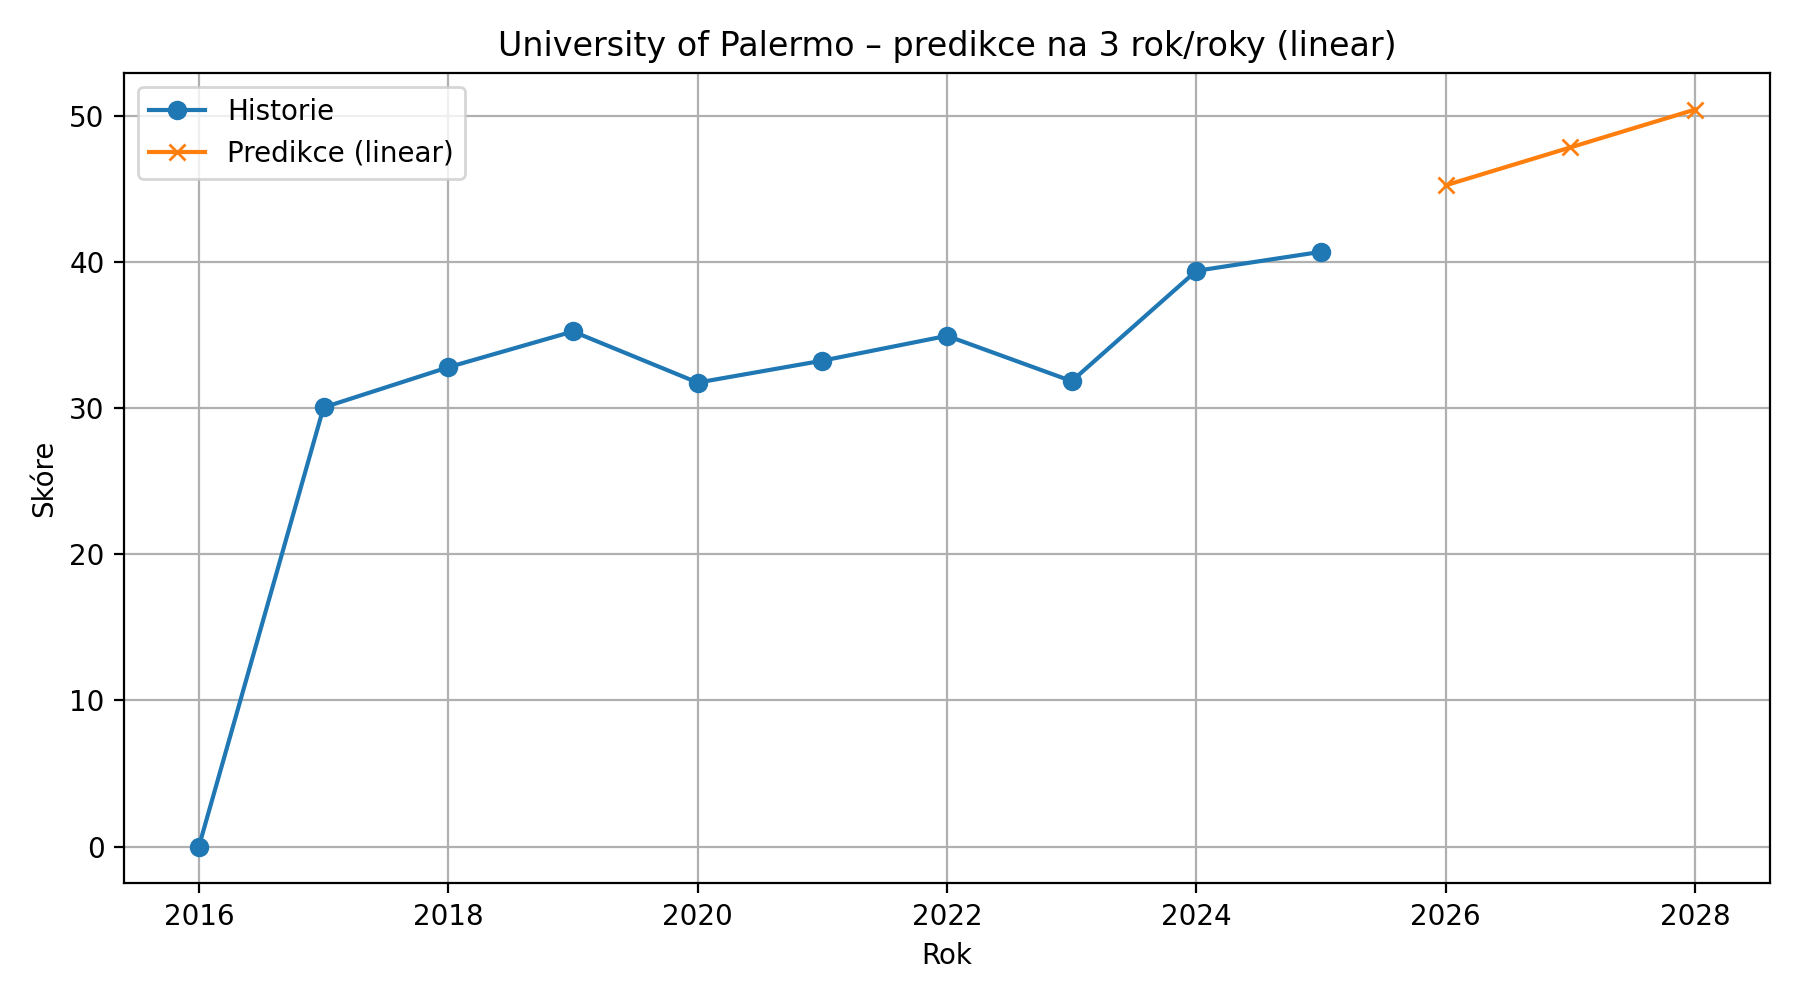 University of Palermo – predikce na 3 rok/roky (linear)
Historie
Predikce (linear)
50
40
30
20
10
0
Skóre
2016 2018 2020 2022 2024 2026 2028
Rok